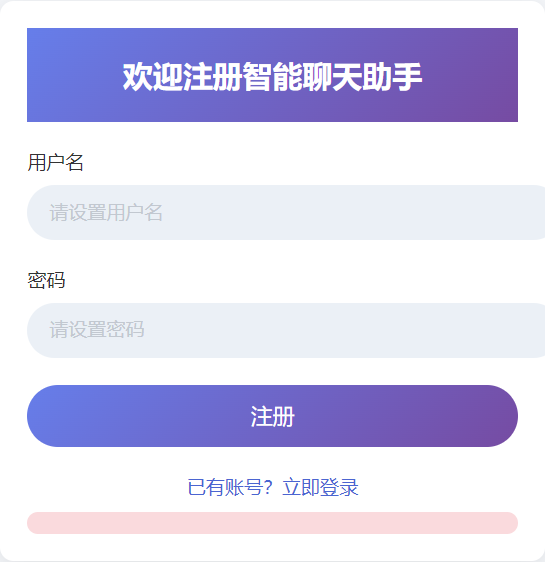 欢迎注册智能聊天助手
用户名
请设置用户名
密码
请设置密码
注册
已有账号？立即登录